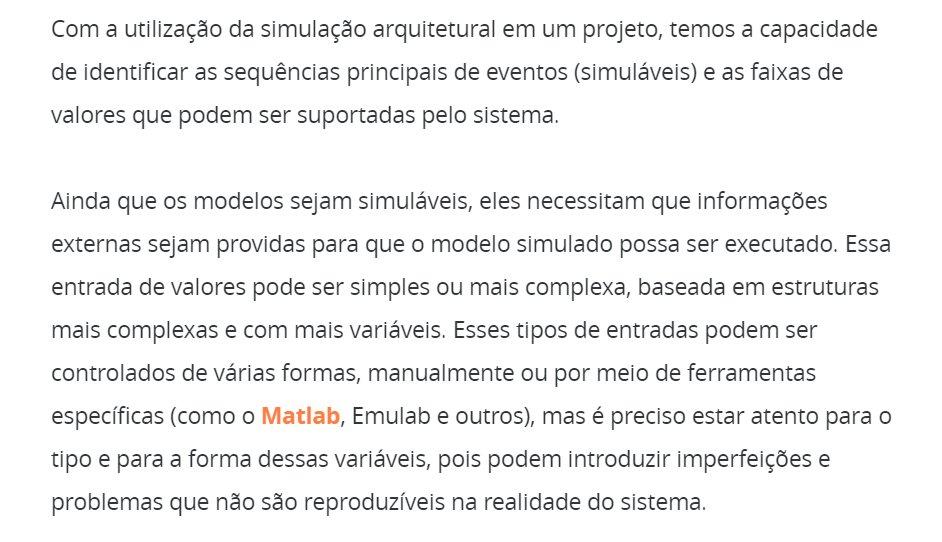 Com a utilização da simulação arquitetural em um projeto, temos a capacidade
de identificar as sequências principais de eventos (simuláveis) e as faixas de
valores que podem ser suportadas pelo sistema.
Ainda que os modelos sejam simuláveis, eles necessitam que informações
externas sejam providas para que o modelo simulado possa ser executado. Essa
entrada de valores pode ser simples ou mais complexa, baseada em estruturas
mais complexas e com mais variáveis. Esses tipos de entradas podem ser
controlados de várias formas, manualmente ou por meio de ferramentas
específicas (como o Matlab, Emulab e outros), mas é preciso estar atento para o
tipo e para a forma dessas variáveis, pois podem introduzir imperfeições e
problemas que não são reproduzíveis na realidade do sistema.